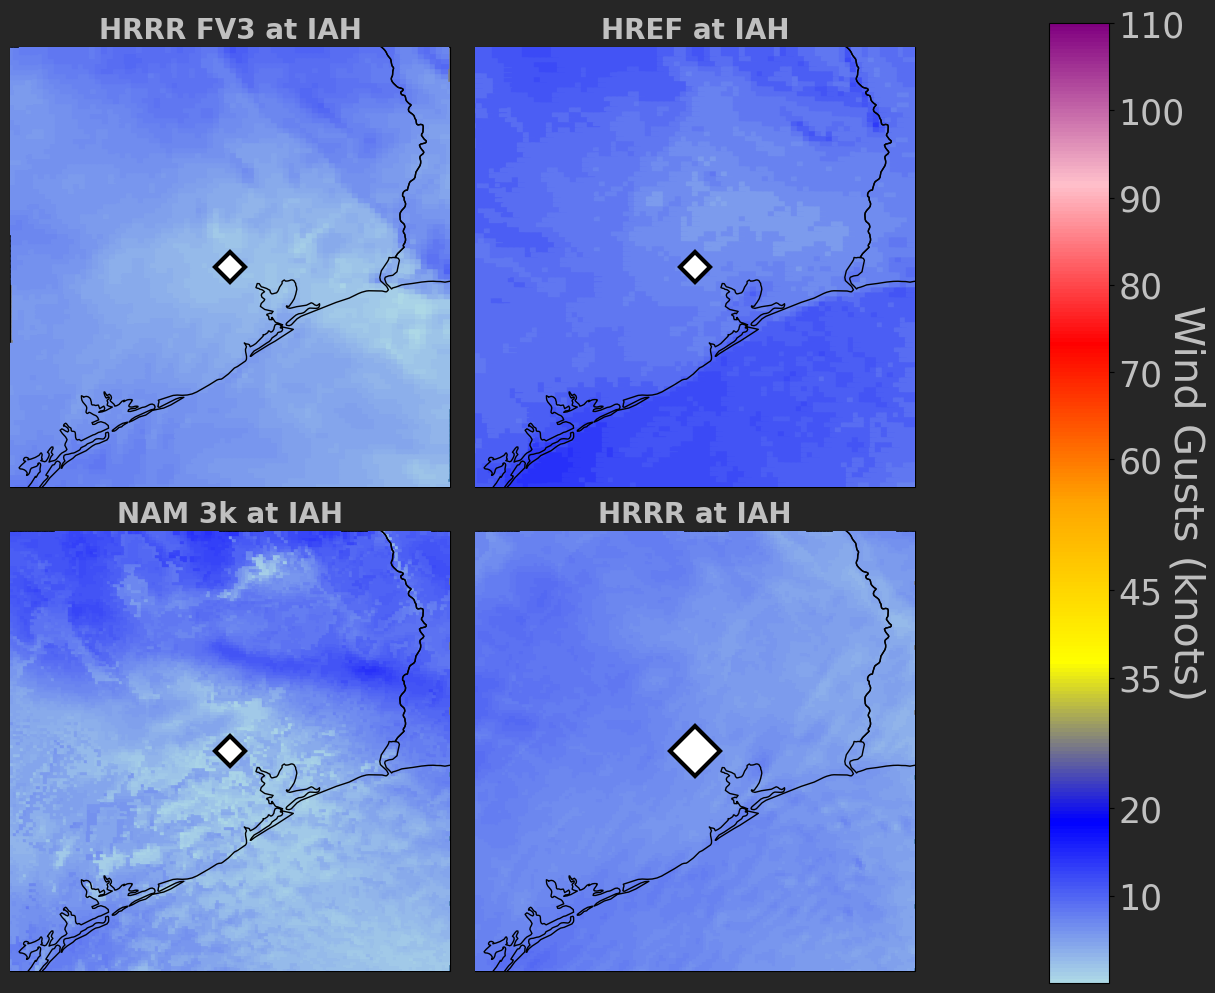 HRRR FV3 at IAH
HREF at IAH
NAM 3k at IAH
HRRR at IAH
110
100
90
80
70
60
45
35
20
10
Wind Gusts (knots)